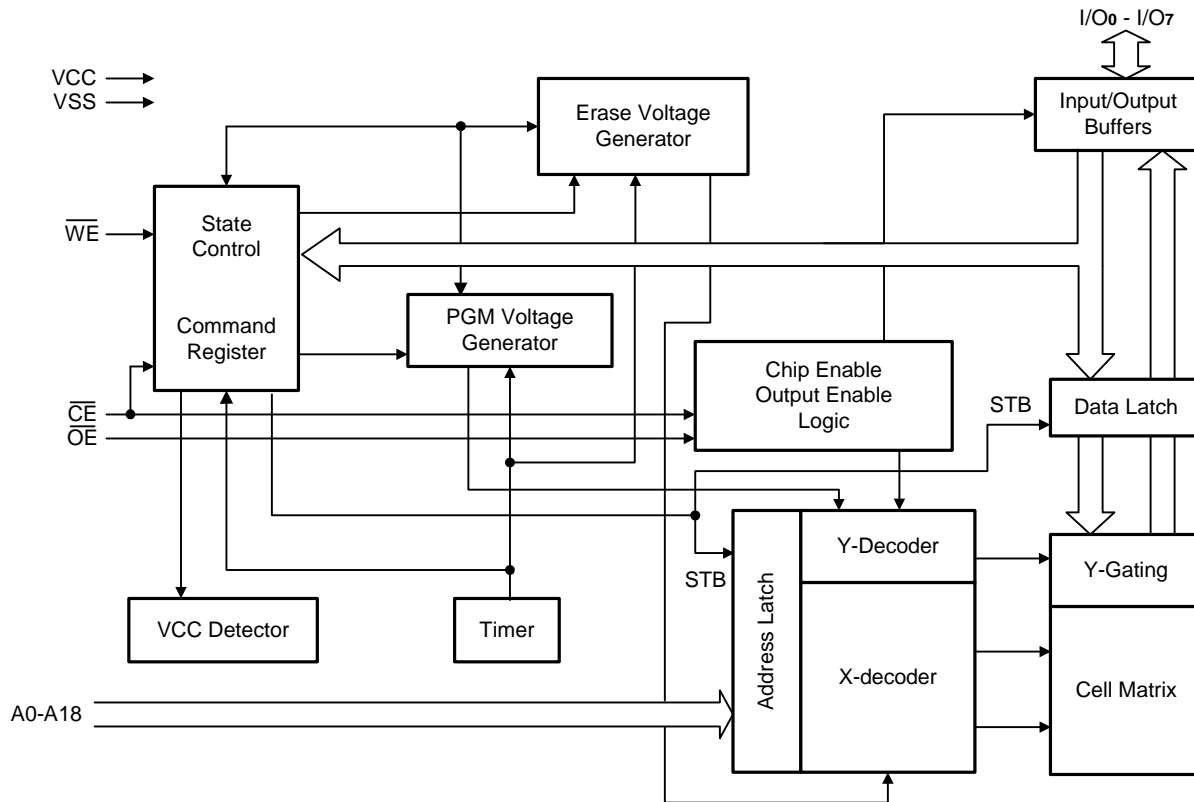 I/O0 - I/O7
VCC
VSS
Erase Voltage
Generator
Input/Output
Buffers
WE
State
Control
Command
Register
PGM Voltage
Generator
Chip Enable
Output Enable
Logic
CE
OE
STB
Data Latch
STB
Address Latch
Y-Decoder
X-decoder
Y-Gating
Cell Matrix
VCC Detector
Timer
A0-A18